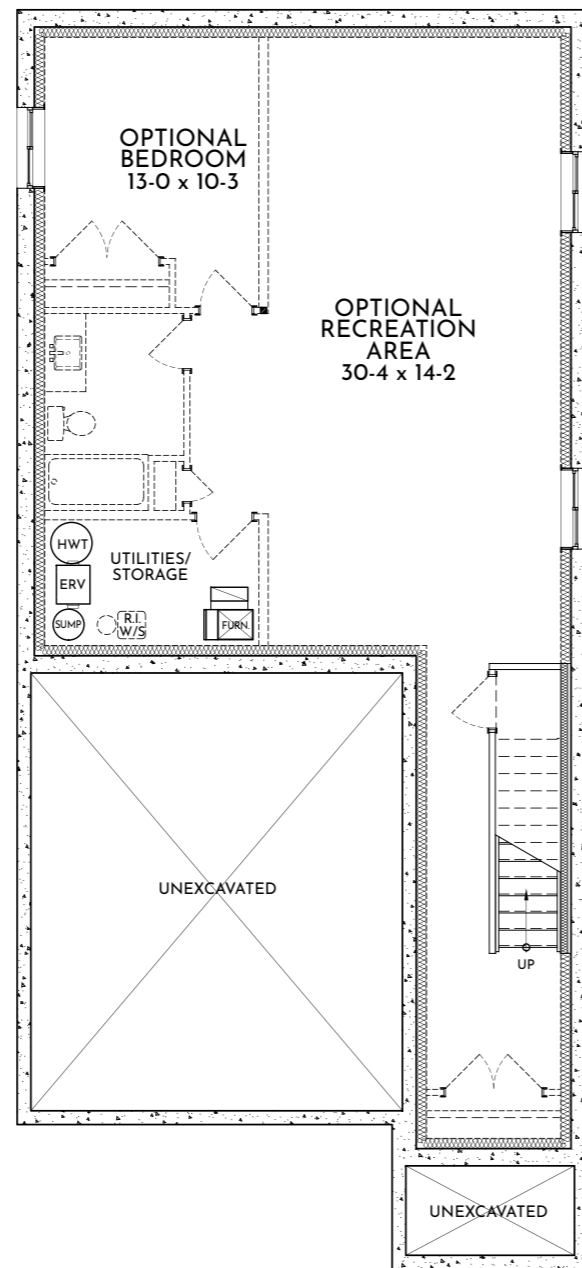 OPTIONAL
BEDROOM
13-0 x 10-3
OPTIONAL
RECREATION
AREA
30-4 x 14-2
HWT
UTILITIES/
STORAGE
ERV
SUMP
R.I.
W/S
FURN.
UNEXCAVATED
UP
UNEXCAVATED